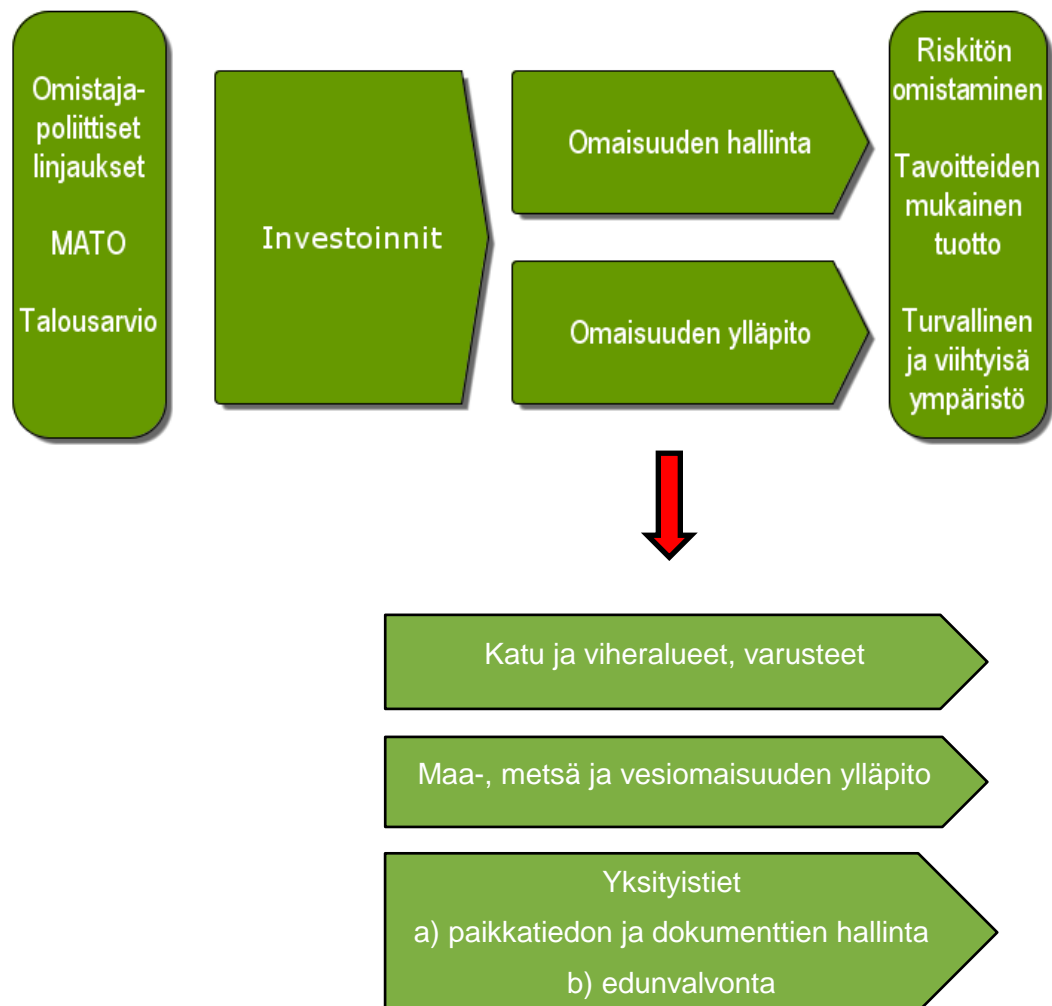 Omistaja-
poliittiset
linjaukset
MATO
Talousarvio
Investoinnit
Omaisuuden hallinta
Omaisuuden ylläpito
Riskitön
omistaminen
Tavoitteiden
mukainen
tuotto
Turvallinen
ja viihtyisä
ympäristö
Katu ja viheralueet, varusteet
Maa-, metsä ja vesiomaisuuden ylläpito
Yksityistiet
a) paikkatiedon ja dokumenttien hallinta
b) edunvalvonta